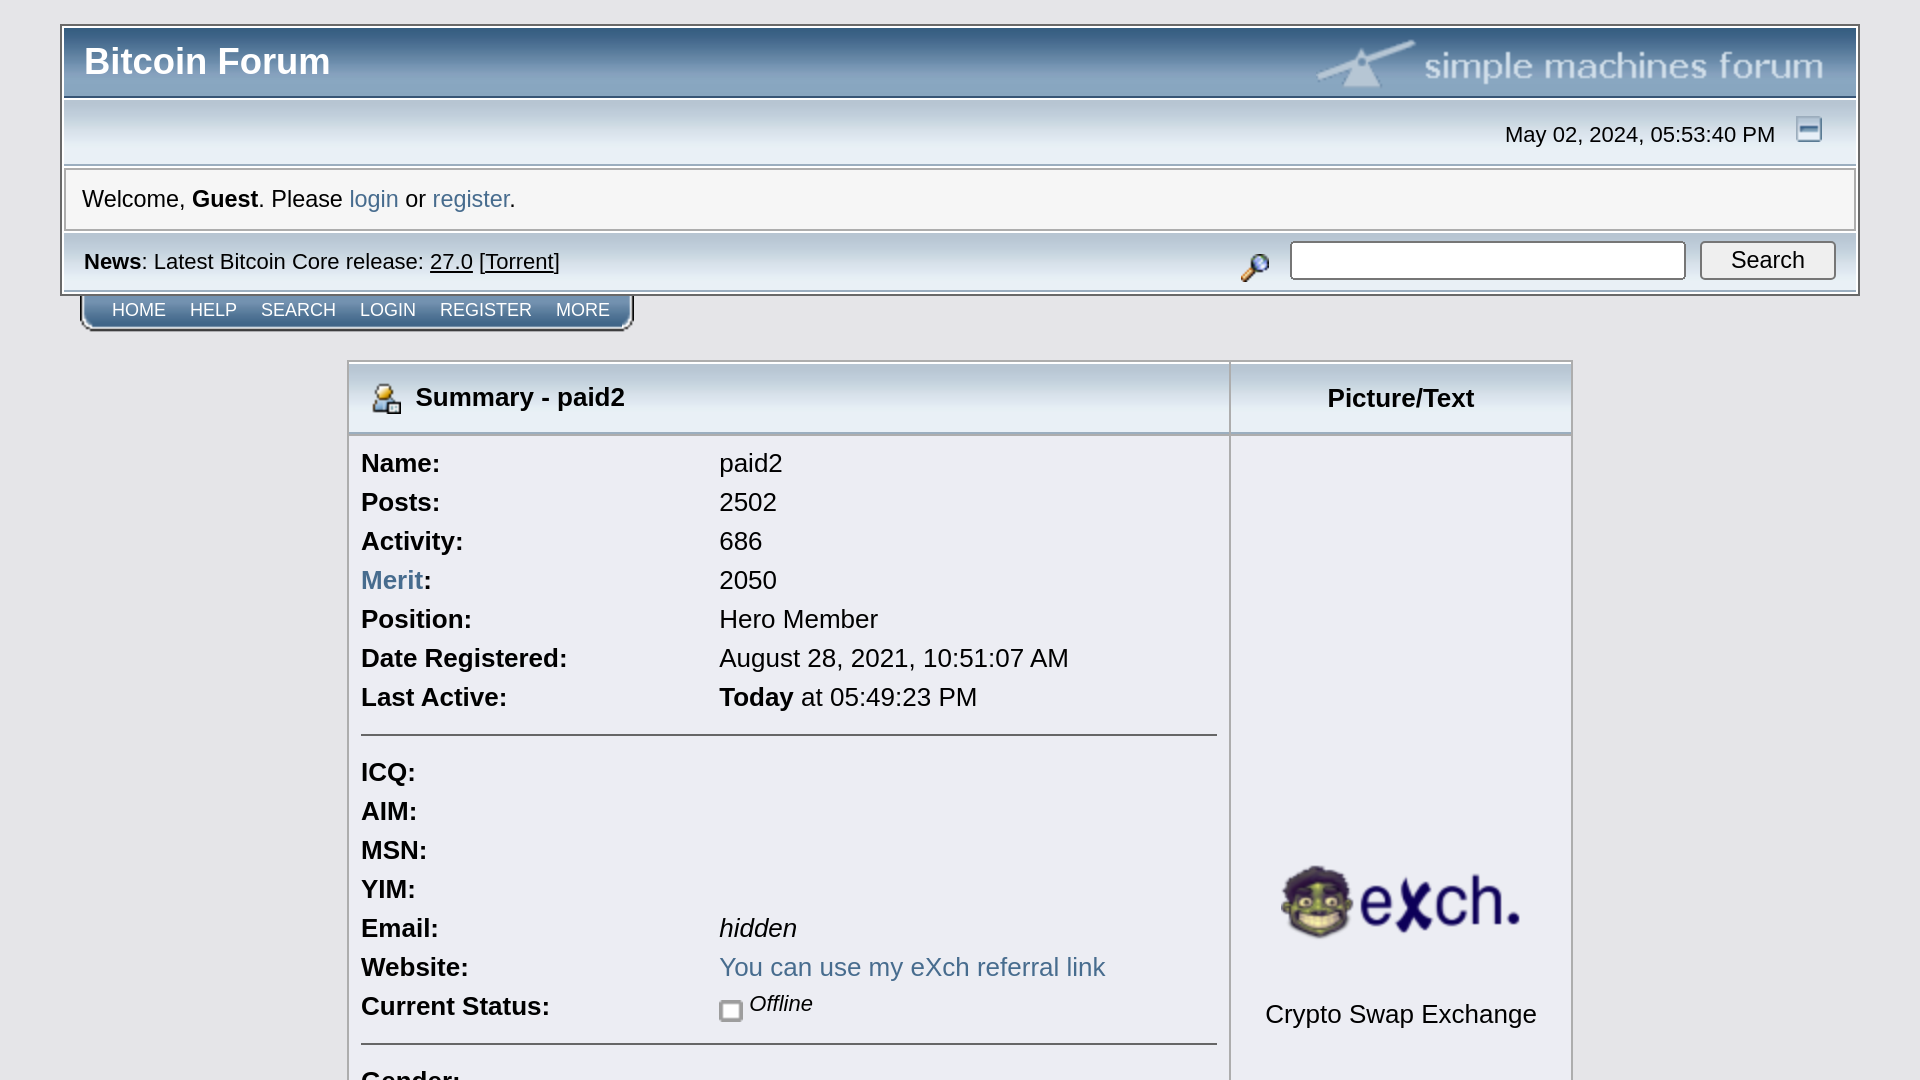 Bitcoin Forum
simple machines forum
May 02, 2024, 05:53:40 PM
Welcome, Guest. Please login or register.
News: Latest Bitcoin Core release: 27.0 [Torrent]
Search
HOME HELP SEARCH LOGIN REGISTER MORE
Summary - paid2
Picture/Text
Name: paid2
Posts: 2502
Activity: 686
Merit: 2050
Position: Hero Member
Date Registered: August 28, 2021, 10:51:07 AM
Last Active: Today at 05:49:23 PM
ICQ:
AIM:
MSN:
YIM:
Email: hidden
Website: You can use my eXch referral link
Current Status: Offline
eXch.
Crypto Swap Exchange
Gender: